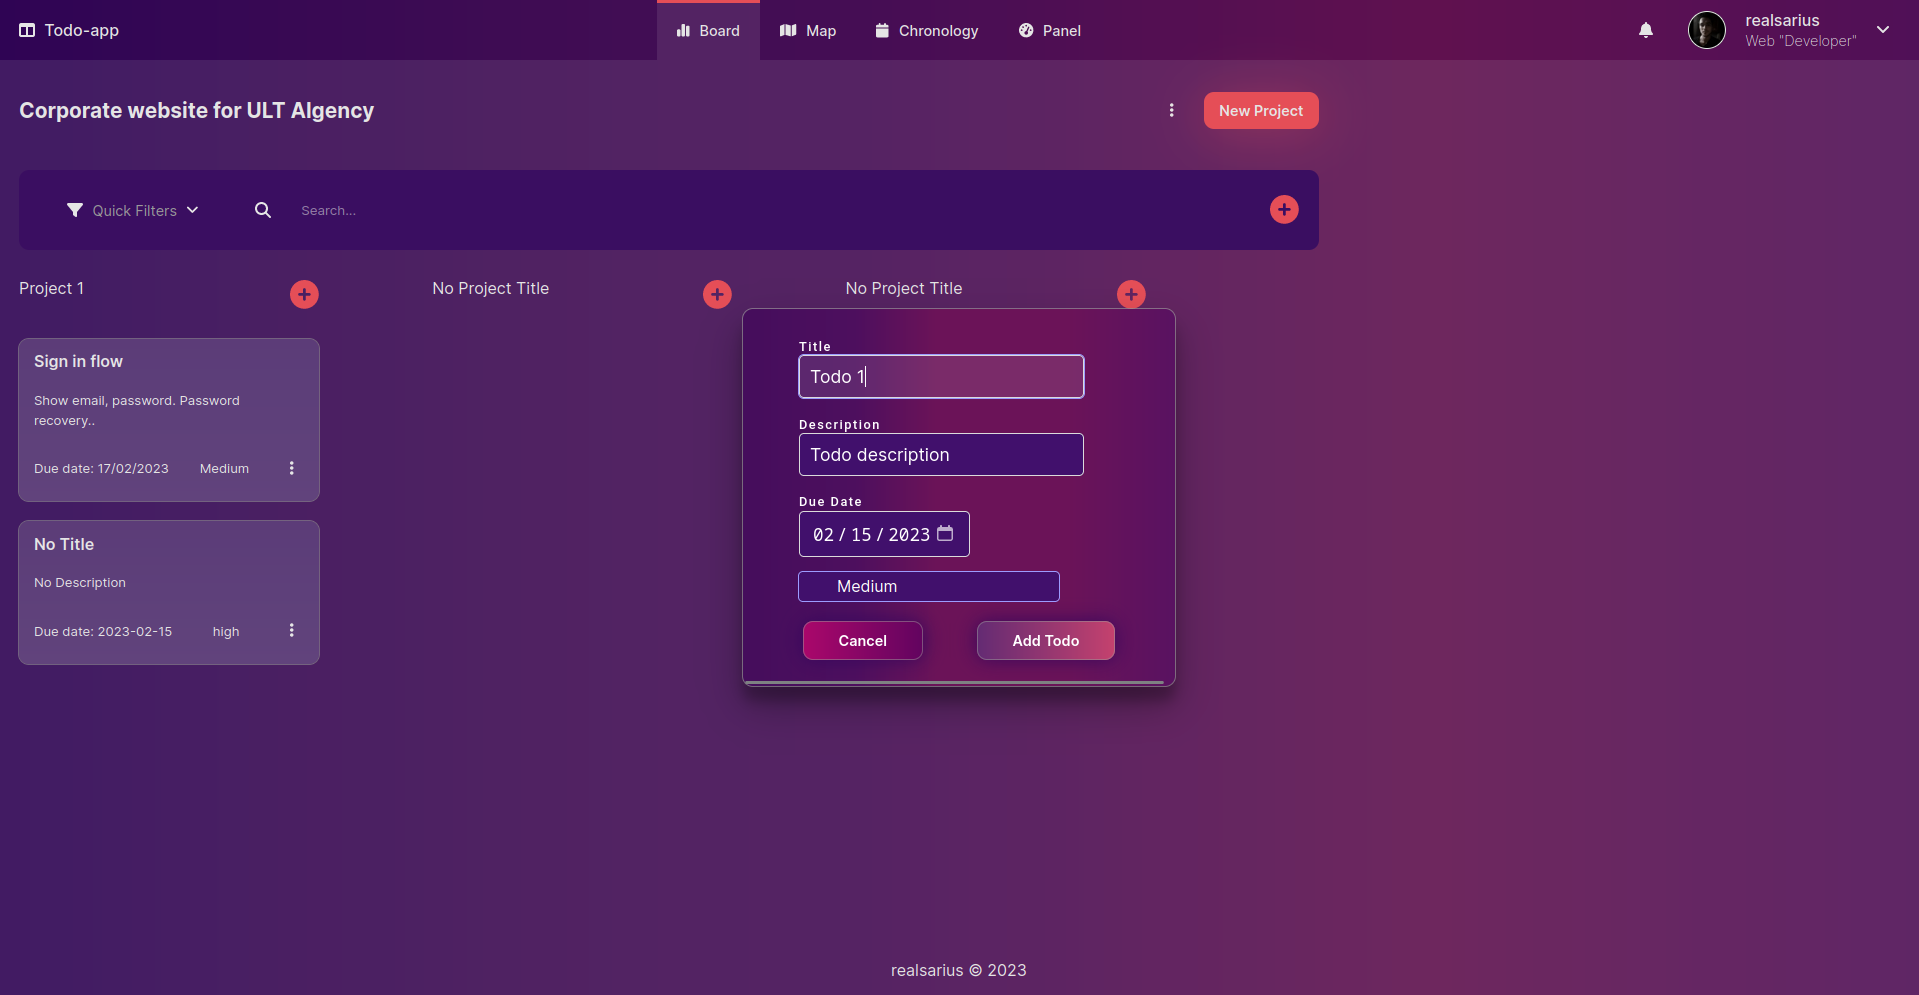 Todo-app
Board
Map
Chronology
Panel
realsarius
Web "Developer"
Corporate website for ULT AIgency
New Project
Quick Filters
Search...
Project 1
No Project Title
No Project Title
Sign in flow
Show email, password. Password
recovery..
Due date: 17/02/2023 Medium
No Title
No Description
Due date: 2023-02-15 high
Title
Todo 1
Description
Todo description
Due Date
02 / 15 / 2023
Medium
Cancel
Add Todo
realsarius © 2023